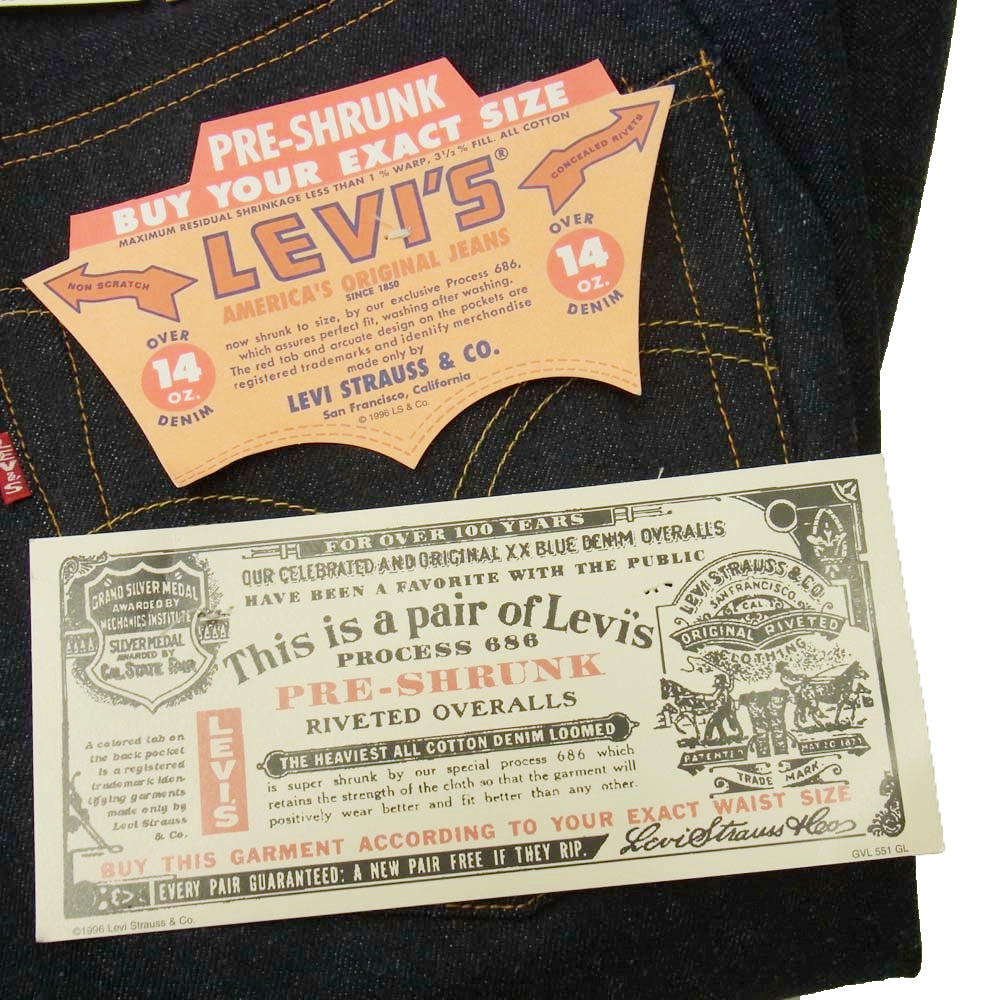 PRE-SHRUNK
BUY YOUR EXACT SIZE
MAXIMUM RESIDUAL SHRINKAGE LESS THAN 1 % WARP, 3 1/2 % FILL. ALL COTTON
LEVI'S®
NON SCRATCH
CONCEALED RIVETS
AMERICA'S ORIGINAL JEANS
SINCE 1850
OVER
14
OZ.
DENIM
OVER
14
OZ.
DENIM
now shrunk to size, by our exclusive Process 686,
which assures perfect fit, washing after washing.
The red tab and arcuate design on the pockets are
registered trademarks and identify merchandise
made only by
LEVI STRAUSS & CO.
San Francisco, California
© 1996 LS & Co.
LEVI'S
FOR OVER 100 YEARS
OUR CELEBRATED AND ORIGINAL XX BLUE DENIM OVERALLS
HAVE BEEN A FAVORITE WITH THE PUBLIC
This is a pair of Levi's
PROCESS 686
PRE-SHRUNK
RIVETED OVERALLS
THE HEAVIEST ALL COTTON DENIM LOOMED
is super shrunk by our special process 686 which
retains the strength of the cloth so that the garment will
positively wear better and fit better than any other.
GRAND SILVER MEDAL
AWARDED BY
MECHANICS INSTITUTE
SILVER MEDAL
AWARDED BY
CAL. STATE FAIR
A colored tab on
the back pocket
is a registered
trademark iden-
tifying garments
made only by
Levi Strauss
& Co.
LEVI'S
LEVI STRAUSS & CO.
SAN FRANCISCO,
CAL.
ORIGINAL RIVETED
CLOTHING
PATENTED MAY 20 1873
TRADE MARK
BUY THIS GARMENT ACCORDING TO YOUR EXACT WAIST SIZE
EVERY PAIR GUARANTEED: A NEW PAIR FREE IF THEY RIP.
Levi Strauss & Co
©1996 Levi Strauss & Co.
GVL 551 GL